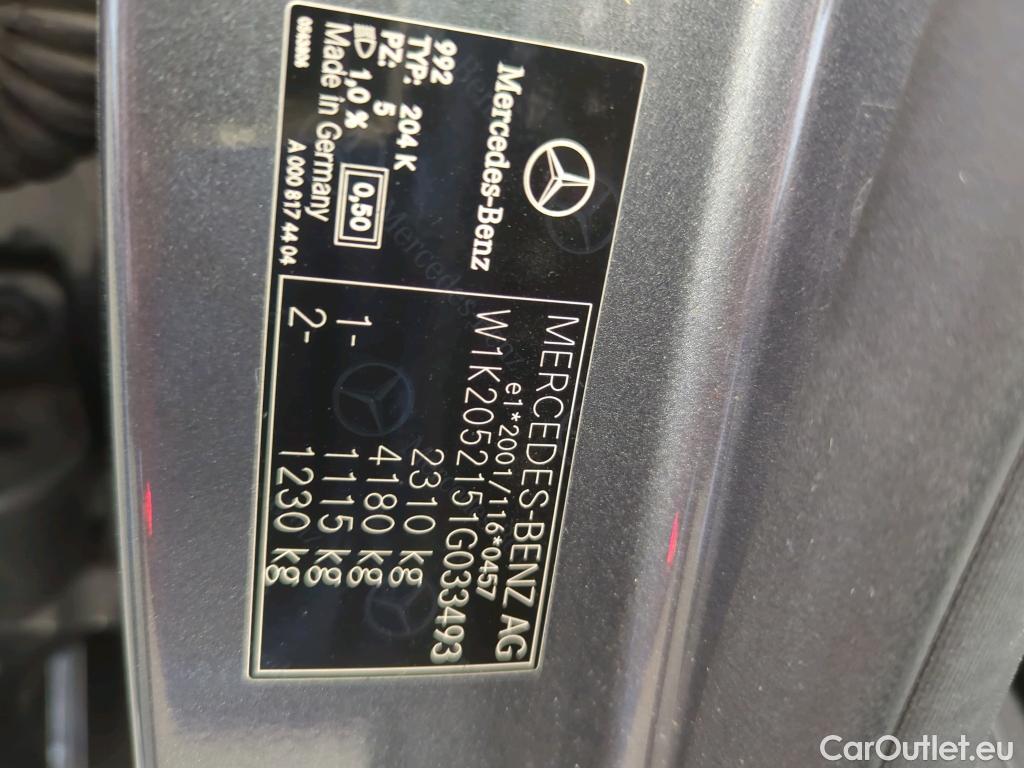 Mercedes-Benz
992
TYP: 204 K
PZ: 5
1,0 % 0,50
Made in Germany
0563806 A 000 817 44 04
MERCEDES-BENZ AG
e1*2001/116*0457
W1K2052151G033493
2310 kg
4180 kg
1- 1115 kg
2- 1230 kg
CarOutlet.eu